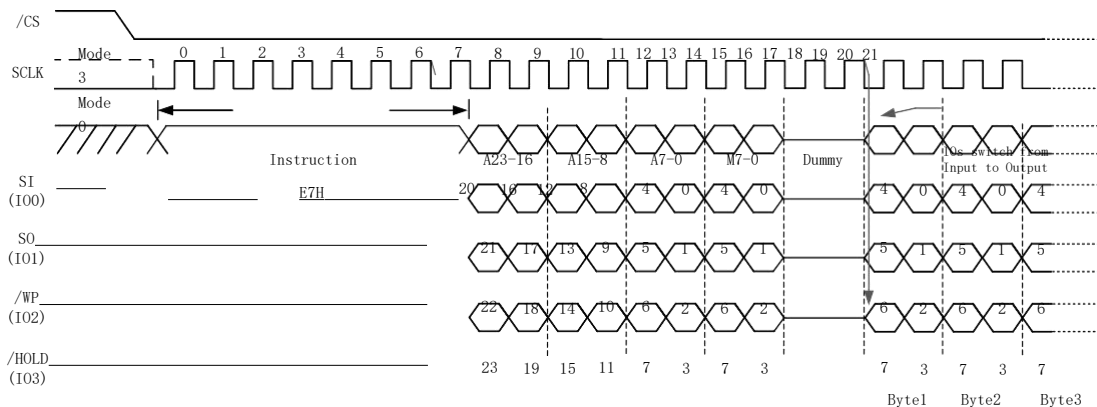 /CS
Mode 0 1 2 3 4 5 6 7 8 9 10 11 12 13 14 15 16 17 18 19 20 21
SCLK
3
Mode
0
Instruction A23-16 A15-8 A7-0 M7-0 Dummy IOs switch from
Input to Output
SI
(IO0) E7H 20 16 12 8 4 0 4 0 4 0 4 0 4
SO
(IO1) 21 17 13 9 5 1 5 1 5 1 5 1 5
/WP
(IO2) 22 18 14 10 6 2 6 2 6 2 6 2 6
/HOLD
(IO3) 23 19 15 11 7 3 7 3 7 3 7 3 7
Byte1 Byte2 Byte3